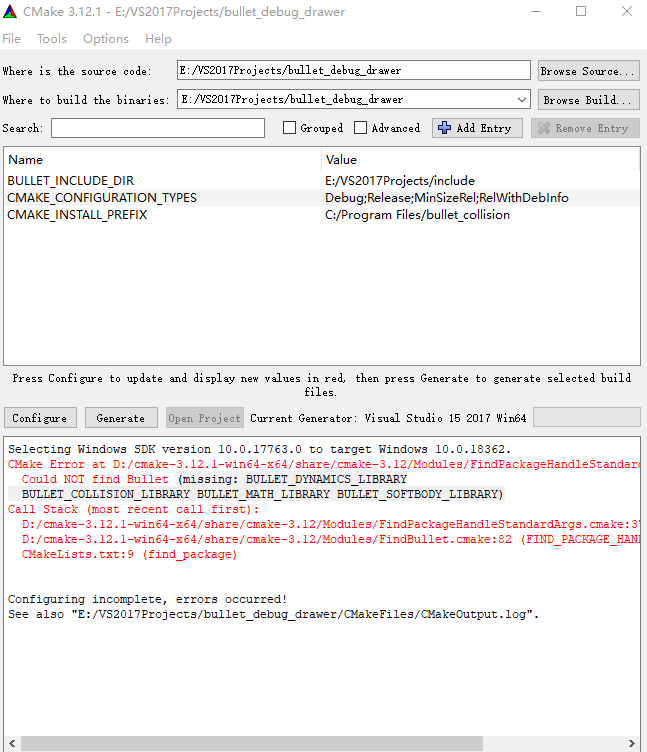 CMake 3.12.1 - E:/VS2017Projects/bullet_debug_drawer
File Tools Options Help
Where is the source code: E:/VS2017Projects/bullet_debug_drawer Browse Source...
Where to build the binaries: E:/VS2017Projects/bullet_debug_drawer Browse Build...
Search: Grouped Advanced Add Entry Remove Entry
Name Value
BULLET_INCLUDE_DIR E:/VS2017Projects/include
CMAKE_CONFIGURATION_TYPES Debug;Release;MinSizeRel;RelWithDebInfo
CMAKE_INSTALL_PREFIX C:/Program Files/bullet_collision
Press Configure to update and display new values in red, then press Generate to generate selected build
files.
Configure Generate Open Project Current Generator: Visual Studio 15 2017 Win64
Selecting Windows SDK version 10.0.17763.0 to target Windows 10.0.18362.
CMake Error at D:/cmake-3.12.1-win64-x64/share/cmake-3.12/Modules/FindPackageHandleStandard
Could NOT find Bullet (missing: BULLET_DYNAMICS_LIBRARY
BULLET_COLLISION_LIBRARY BULLET_MATH_LIBRARY BULLET_SOFTBODY_LIBRARY)
Call Stack (most recent call first):
D:/cmake-3.12.1-win64-x64/share/cmake-3.12/Modules/FindPackageHandleStandardArgs.cmake:37
D:/cmake-3.12.1-win64-x64/share/cmake-3.12/Modules/FindBullet.cmake:82 (FIND_PACKAGE_HAN
CMakeLists.txt:9 (find_package)
Configuring incomplete, errors occurred!
See also "E:/VS2017Projects/bullet_debug_drawer/CMakeFiles/CMakeOutput.log".